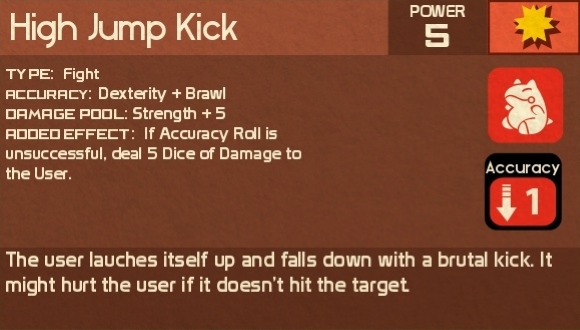 High Jump Kick
POWER
5
TYPE: Fight
ACCURACY: Dexterity + Brawl
DAMAGE POOL: Strength + 5
ADDED EFFECT: If Accuracy Roll is
unsuccessful, deal 5 Dice of Damage to
the User.
Accuracy
1
The user lauches itself up and falls down with a brutal kick. It
might hurt the user if it doesn't hit the target.